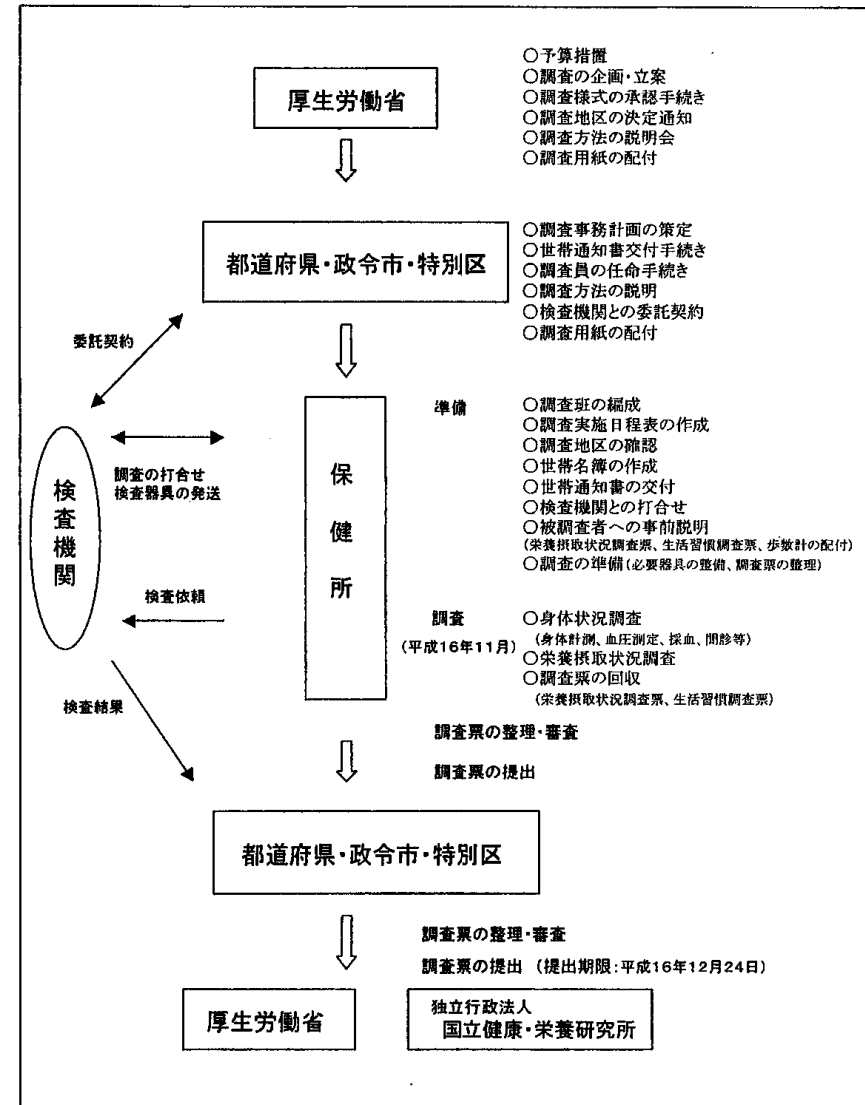 厚生労働省
○予算措置
○調査の企画・立案
○調査様式の承認手続き
○調査地区の決定通知
○調査方法の説明会
○調査用紙の配付
都道府県・政令市・特別区
○調査事務計画の策定
○世帯通知書交付手続き
○調査員の任命手続き
○調査方法の説明
○検査機関との委託契約
○調査用紙の配付
委託契約
検査機関
調査の打合せ
検査器具の発送
検査依頼
検査結果
保健所
準備
○調査班の編成
○調査実施日程表の作成
○調査地区の確認
○世帯名簿の作成
○世帯通知書の交付
○検査機関との打合せ
○被調査者への事前説明
(栄養摂取状況調査票、生活習慣調査票、歩数計の配付)
○調査の準備(必要器具の整備、調査票の整理)
調査
(平成16年11月)
○身体状況調査
(身体計測、血圧測定、採血、問診等)
○栄養摂取状況調査
○調査票の回収
(栄養摂取状況調査票、生活習慣調査票)
調査票の整理・審査
調査票の提出
都道府県・政令市・特別区
調査票の整理・審査
調査票の提出 (提出期限:平成16年12月24日)
厚生労働省
独立行政法人
国立健康・栄養研究所